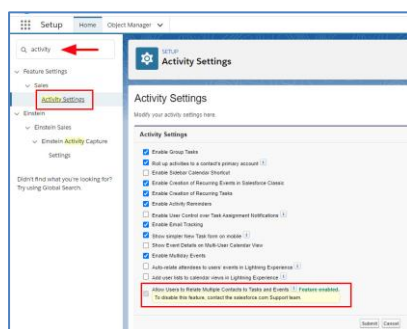 Setup
Home
Object Manager
activity
Feature Settings
Sales
Activity Settings
Einstein
Einstein Sales
Einstein Activity Capture
Settings
Didn't find what you're looking for?
Try using Global Search.
SETUP
Activity Settings
Activity Settings
Modify your activity settings here.
Activity Settings
Enable Group Tasks
Roll up activities to a contact's primary account
Enable Sidebar Calendar Shortcut
Enable Creation of Recurring Events in Salesforce Classic
Enable Creation of Recurring Tasks
Enable Activity Reminders
Enable User Control over Task Assignment Notifications
Enable Email Tracking
Show simpler New Task form on mobile
Show Event Details on Multi-User Calendar View
Enable Multiday Events
Auto-relate attendees to users' events in Lightning Experience
Add user lists to calendar views in Lightning Experience
Allow Users to Relate Multiple Contacts to Tasks and Events Feature enabled.
To disable this feature, contact the salesforce.com Support team.
Submit Cancel